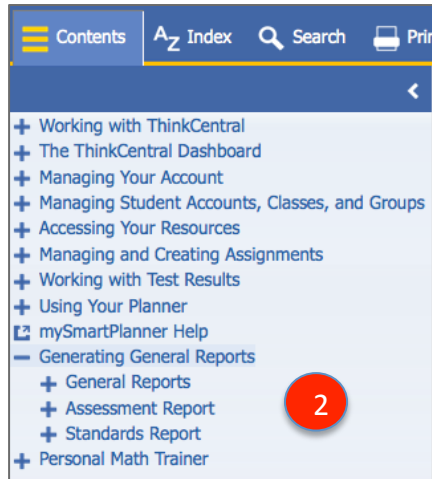 Contents A-Z Index Search Prin
Working with ThinkCentral
The ThinkCentral Dashboard
Managing Your Account
Managing Student Accounts, Classes, and Groups
Accessing Your Resources
Managing and Creating Assignments
Working with Test Results
Using Your Planner
mySmartPlanner Help
Generating General Reports
General Reports
Assessment Report
2
Standards Report
Personal Math Trainer